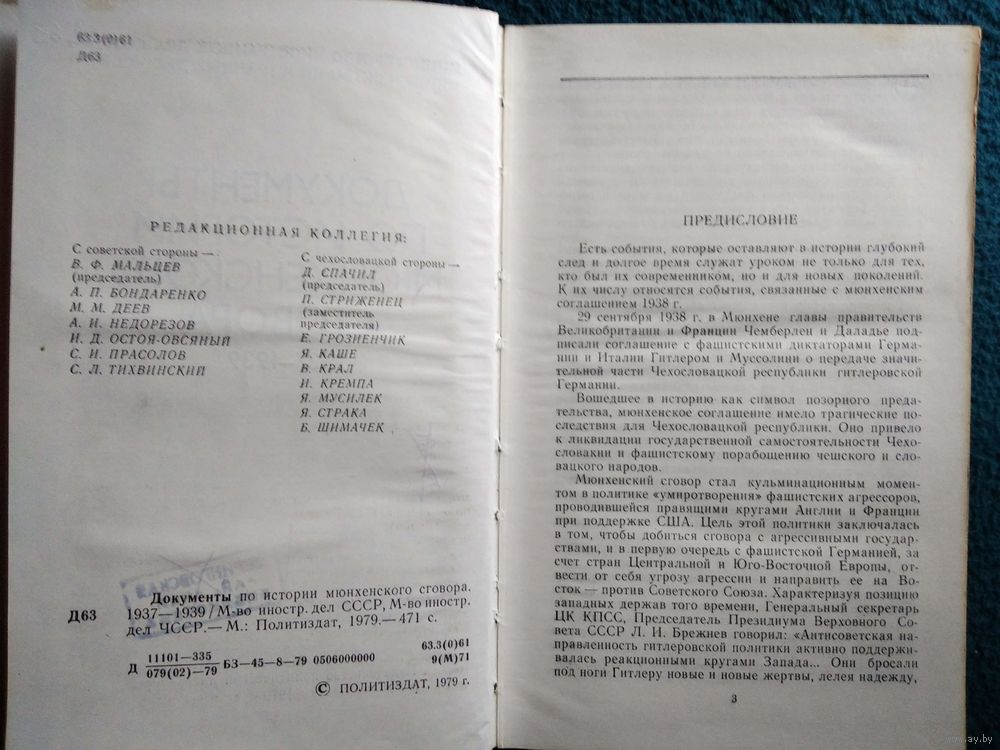 63.3(0)61
Д63
РЕДАКЦИОННАЯ КОЛЛЕГИЯ:
С советской стороны —
В. Ф. МАЛЬЦЕВ
(председатель)
А. П. БОНДАРЕНКО
М. М. ДЕЕВ
А. И. НЕДОРЕЗОВ
И. Д. ОСТОЯ-ОВСЯНЫЙ
С. И. ПРАСОЛОВ
С. Л. ТИХВИНСКИЙ
С чехословацкой стороны —
Д. СПАЧИЛ
(председатель)
П. СТРИЖЕНЕЦ
(заместитель
председателя)
Е. ГРОЗИЕНЧИК
Я. КАШЕ
В. КРАЛ
И. КРЕМПА
Я. МУСИЛЕК
Я. СТРАКА
Б. ШИМАЧЕК
Документы по истории мюнхенского сговора.
Д63 1937—1939 / М-во иностр. дел СССР, М-во иностр.
дел ЧССР.— М.: Политиздат, 1979.— 471 с.
Д 11101—335
079(02)—79 БЗ—45—8—79 0506000000
63.3(0)61
9(М)71
© ПОЛИТИЗДАТ, 1979 г.
ПРЕДИСЛОВИЕ
Есть события, которые оставляют в истории глубокий
след и долгое время служат уроком не только для тех,
кто был их современником, но и для новых поколений.
К их числу относятся события, связанные с мюнхенским
соглашением 1938 г.
29 сентября 1938 г. в Мюнхене главы правительств
Великобритании и Франции Чемберлен и Даладье под-
писали соглашение с фашистскими диктаторами Герма-
нии и Италии Гитлером и Муссолини о передаче значи-
тельной части Чехословацкой республики гитлеровской
Германии.
Вошедшее в историю как символ позорного преда-
тельства, мюнхенское соглашение имело трагические по-
следствия для Чехословацкой республики. Оно привело
к ликвидации государственной самостоятельности Чехо-
словакии и фашистскому порабощению чешского и сло-
вацкого народов.
Мюнхенский сговор стал кульминационным момен-
том в политике «умиротворения» фашистских агрессоров,
проводившейся правящими кругами Англии и Франции
при поддержке США. Цель этой политики заключалась
в том, чтобы добиться сговора с агрессивными государ-
ствами, и в первую очередь с фашистской Германией, за
счет стран Центральной и Юго-Восточной Европы, от-
вести от себя угрозу агрессии и направить ее на Во-
сток — против Советского Союза. Характеризуя позицию
западных держав того времени, Генеральный секретарь
ЦК КПСС, Председатель Президиума Верховного Со-
вета СССР Л. И. Брежнев говорил: «Антисоветская на-
правленность гитлеровской политики активно поддержи-
валась реакционными кругами Запада... Они бросали
под ноги Гитлеру новые и новые жертвы, лелея надежду,
3
www.ay.by